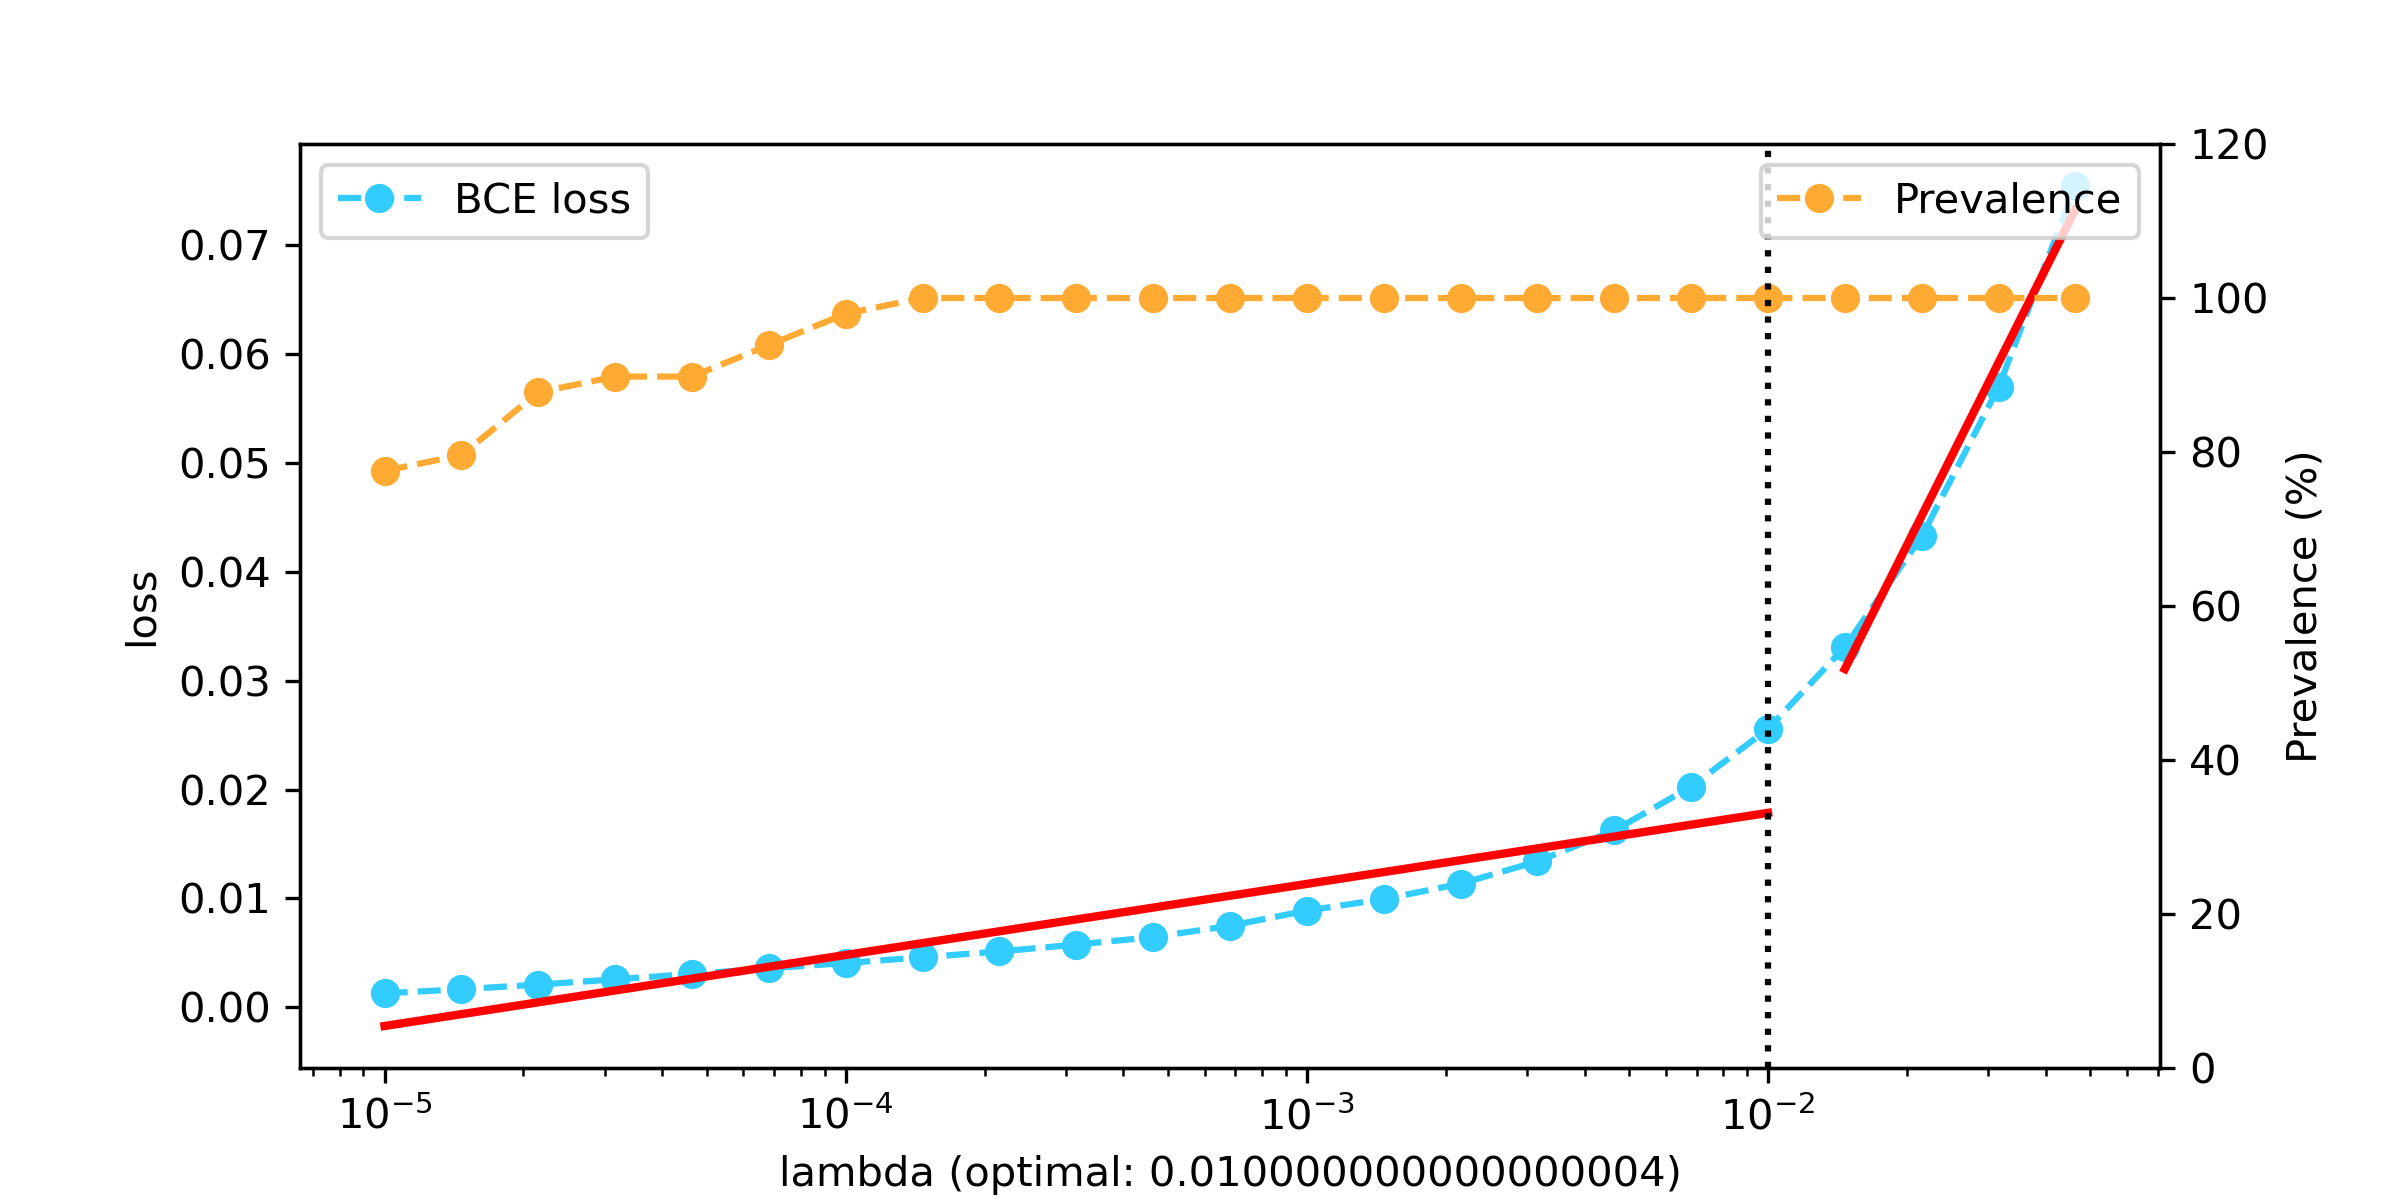 BCE loss
Prevalence
0.07
0.06
0.05
0.04
0.03
0.02
0.01
0.00
loss
120
100
80
60
40
20
0
Prevalence (%)
10⁻⁵ 10⁻⁴ 10⁻³ 10⁻²
lambda (optimal: 0.010000000000000004)